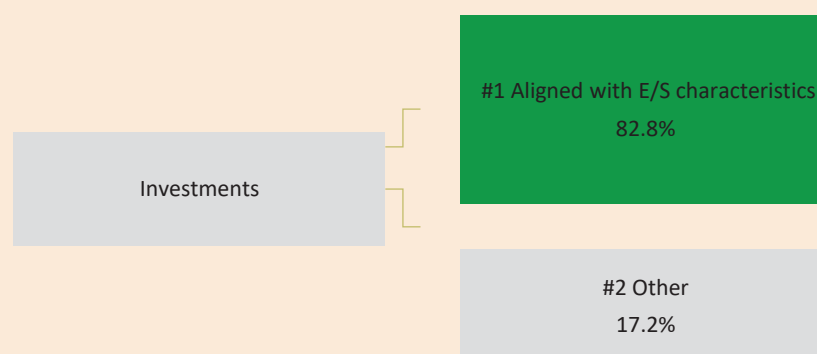 #1 Aligned with E/S characteristics
82.8%
Investments
#2 Other
17.2%